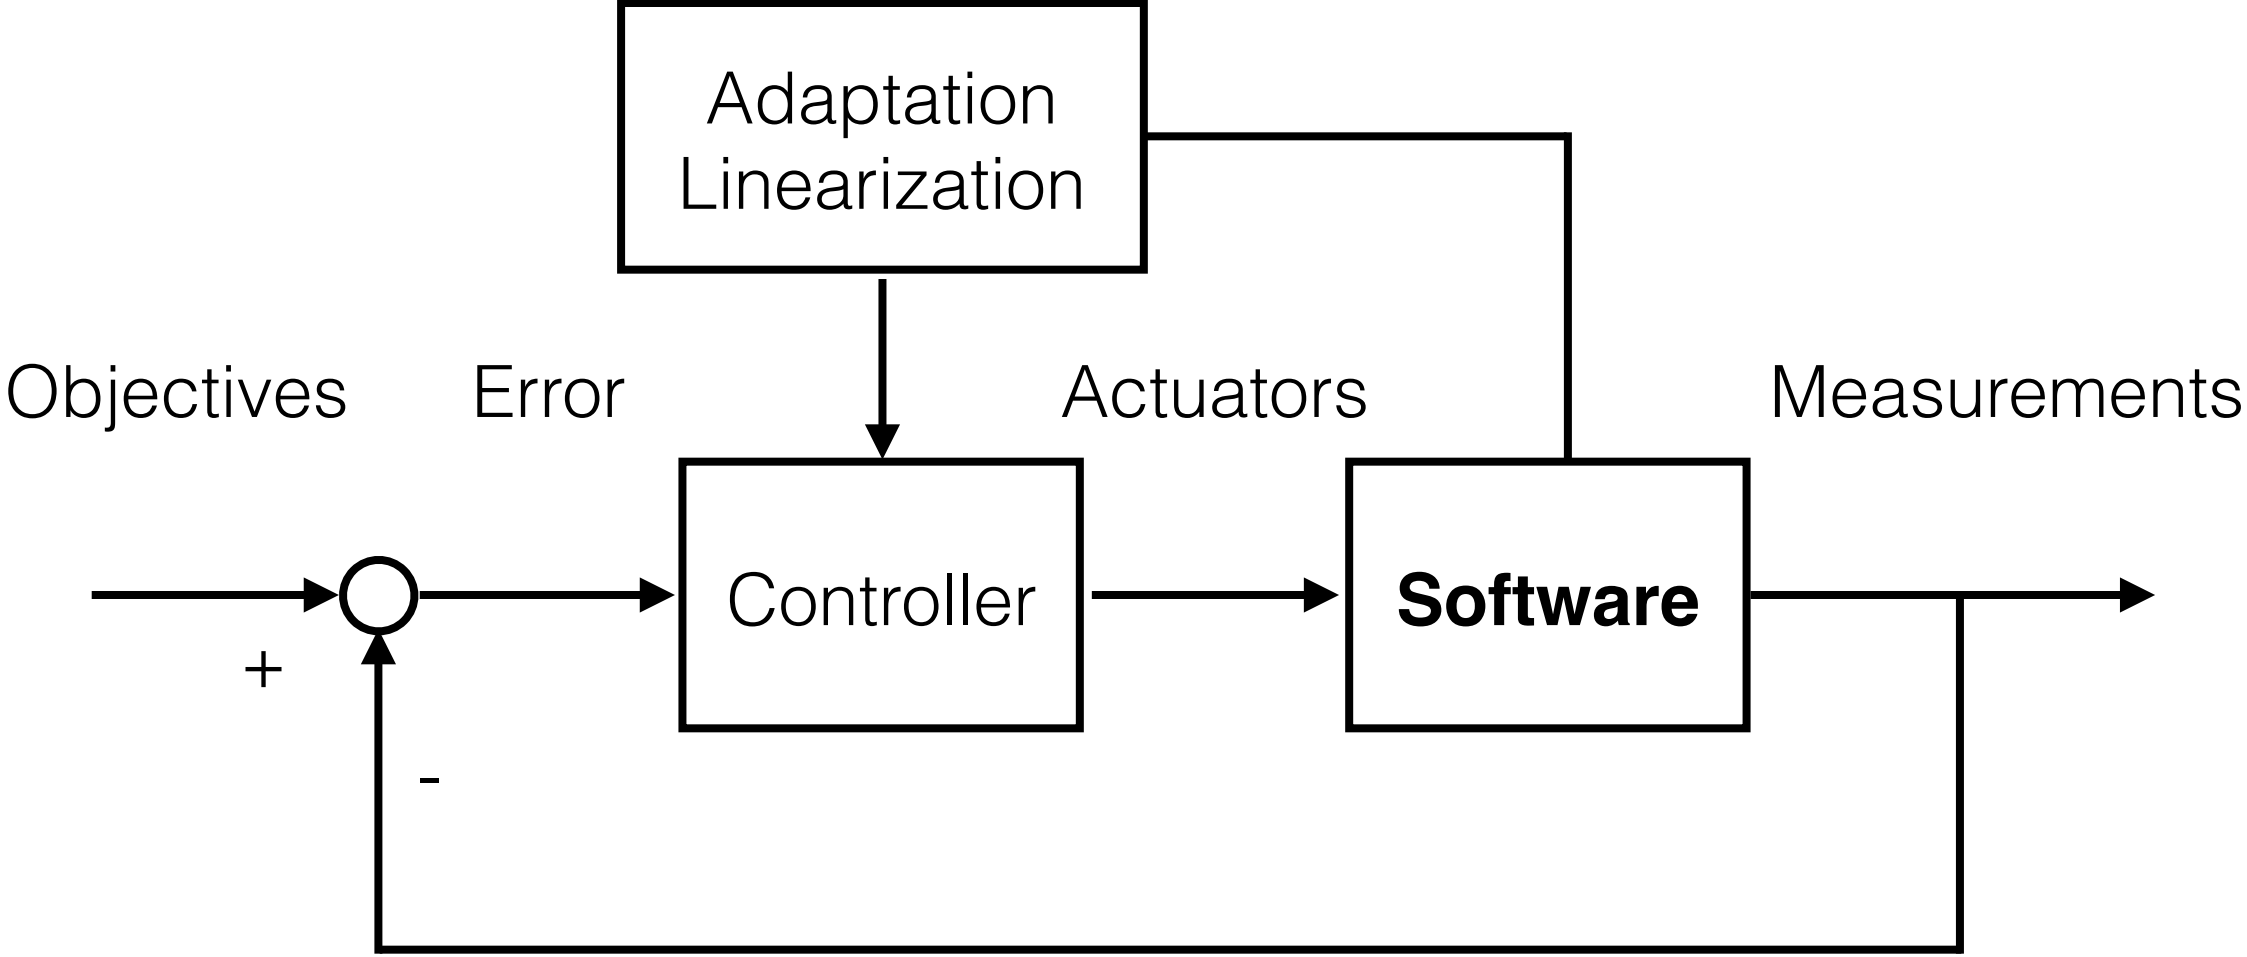 Adaptation
Linearization
Objectives
Error
Actuators
Measurements
Controller
Software
+
-